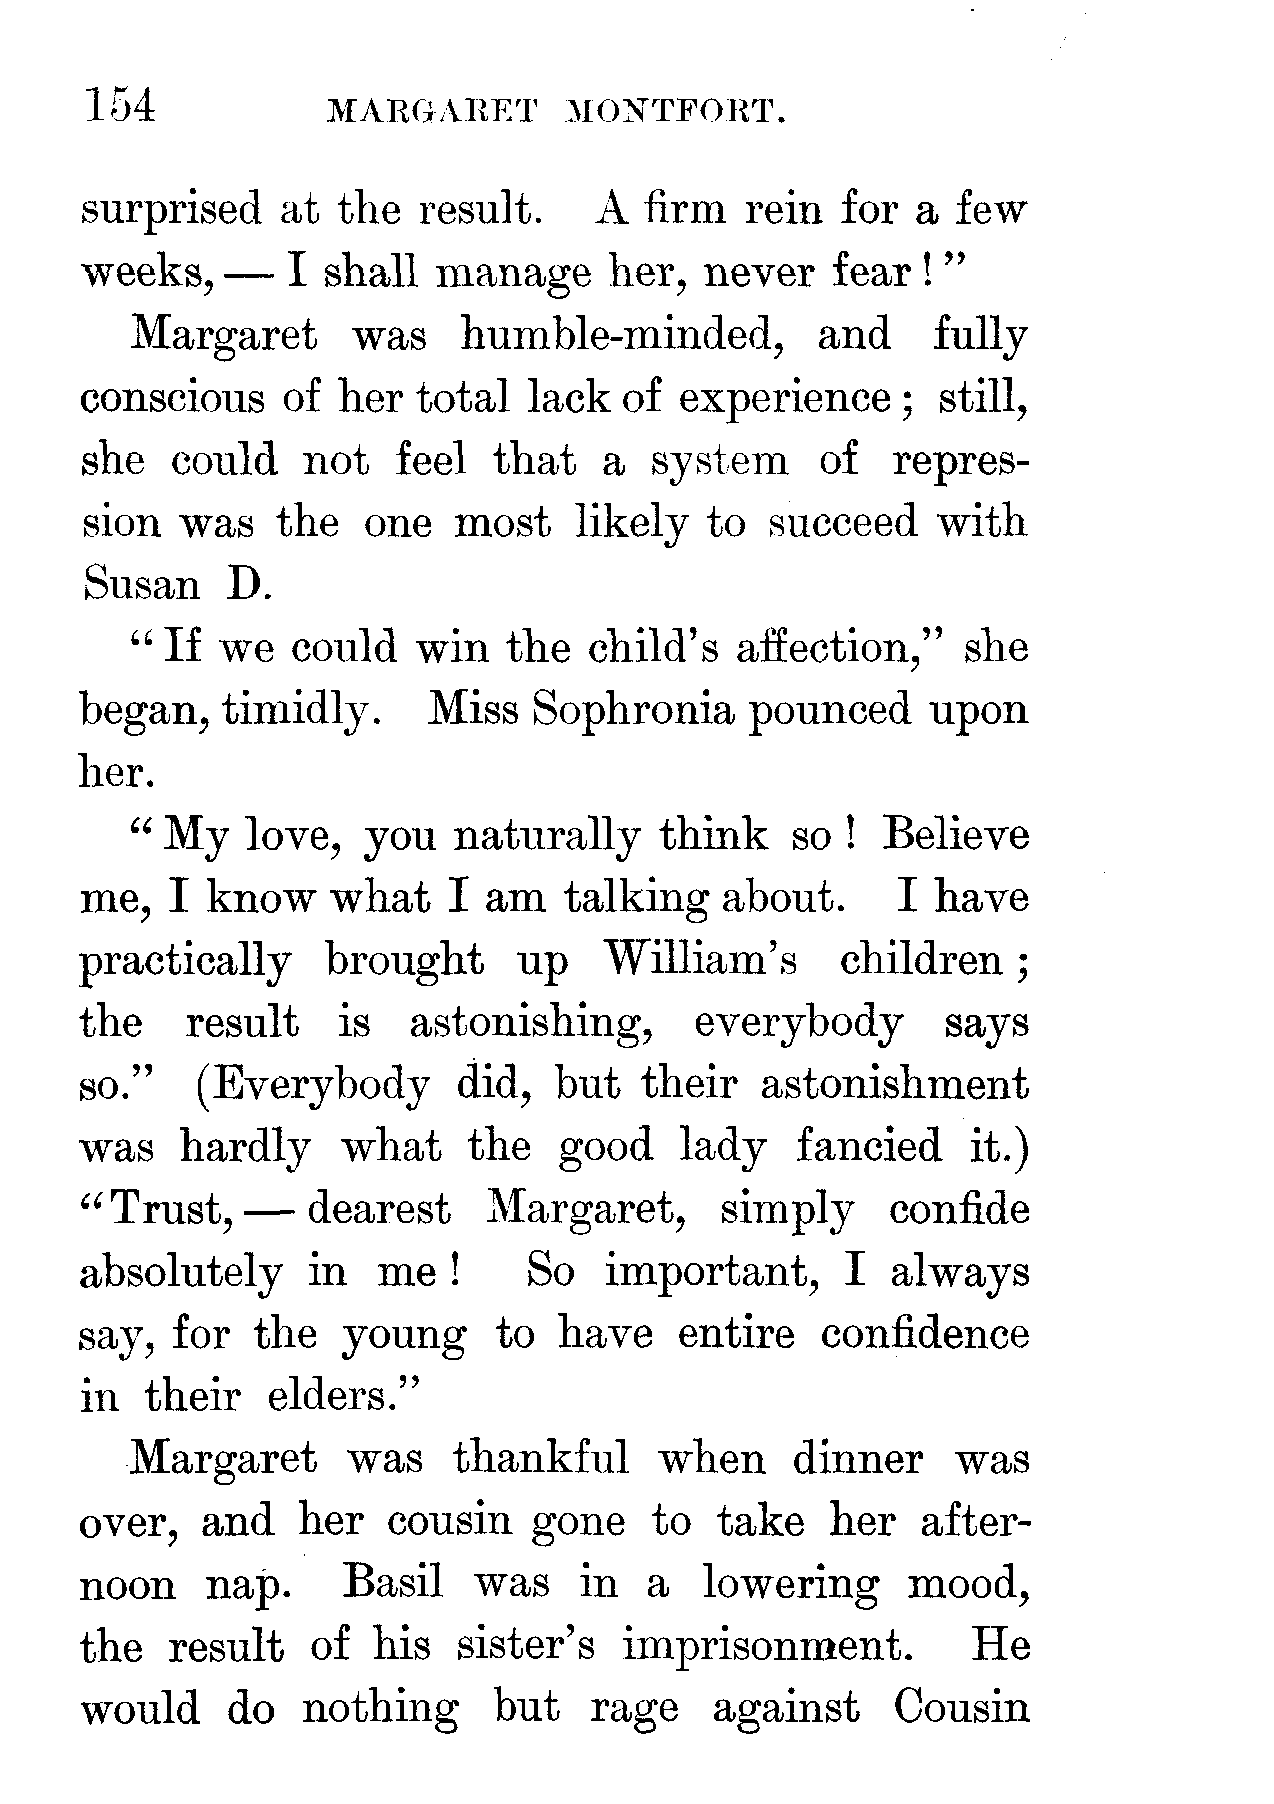 154 MARGARET MONTFORT.
surprised at the result. A firm rein for a few
weeks, — I shall manage her, never fear! "
Margaret was humble-minded, and fully
conscious of her total lack of experience; still,
she could not feel that a system of repres-
sion was the one most likely to succeed with
Susan D.
" If we could win the child's affection," she
began, timidly. Miss Sophronia pounced upon
her.
" My love, you naturally think so! Believe
me, I know what I am talking about. I have
practically brought up William's children;
the result is astonishing, everybody says
so." (Everybody did, but their astonishment
was hardly what the good lady fancied it.)
"Trust, — dearest Margaret, simply confide
absolutely in me! So important, I always
say, for the young to have entire confidence
in their elders."
Margaret was thankful when dinner was
over, and her cousin gone to take her after-
noon nap. Basil was in a lowering mood,
the result of his sister's imprisonment. He
would do nothing but rage against Cousin